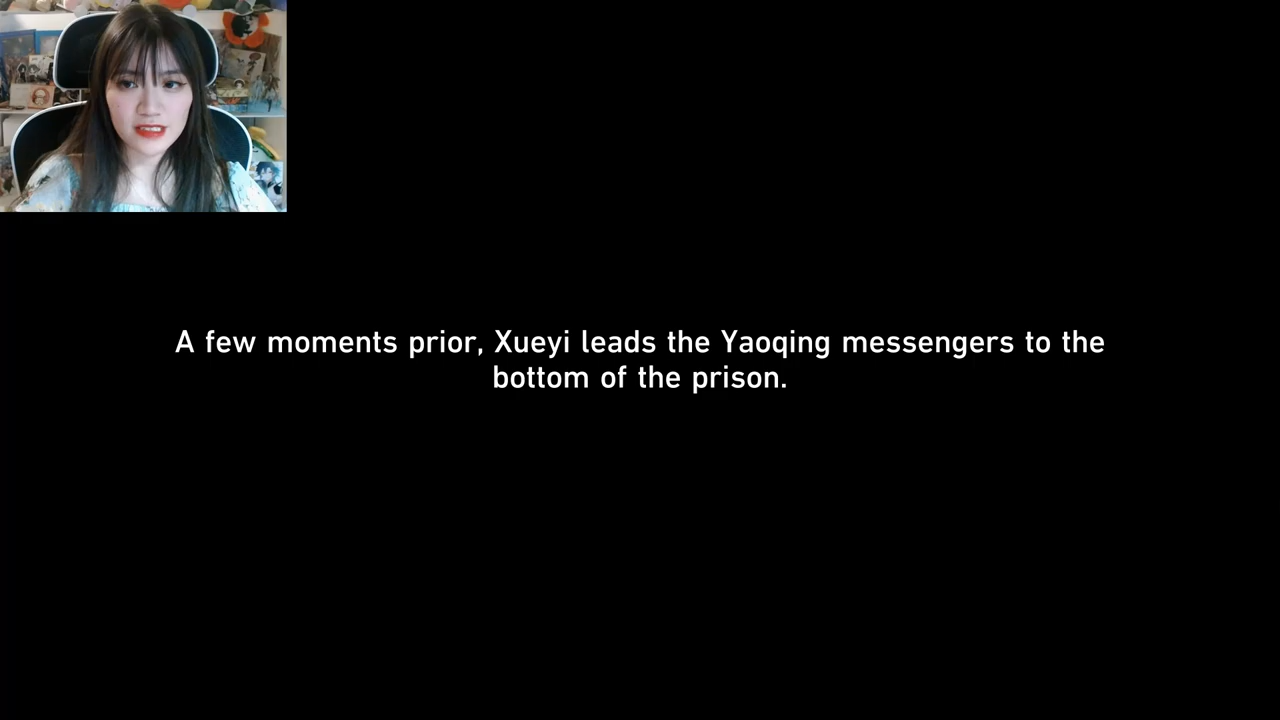 A few moments prior, Xueyi leads the Yaoqing messengers to the
bottom of the prison.